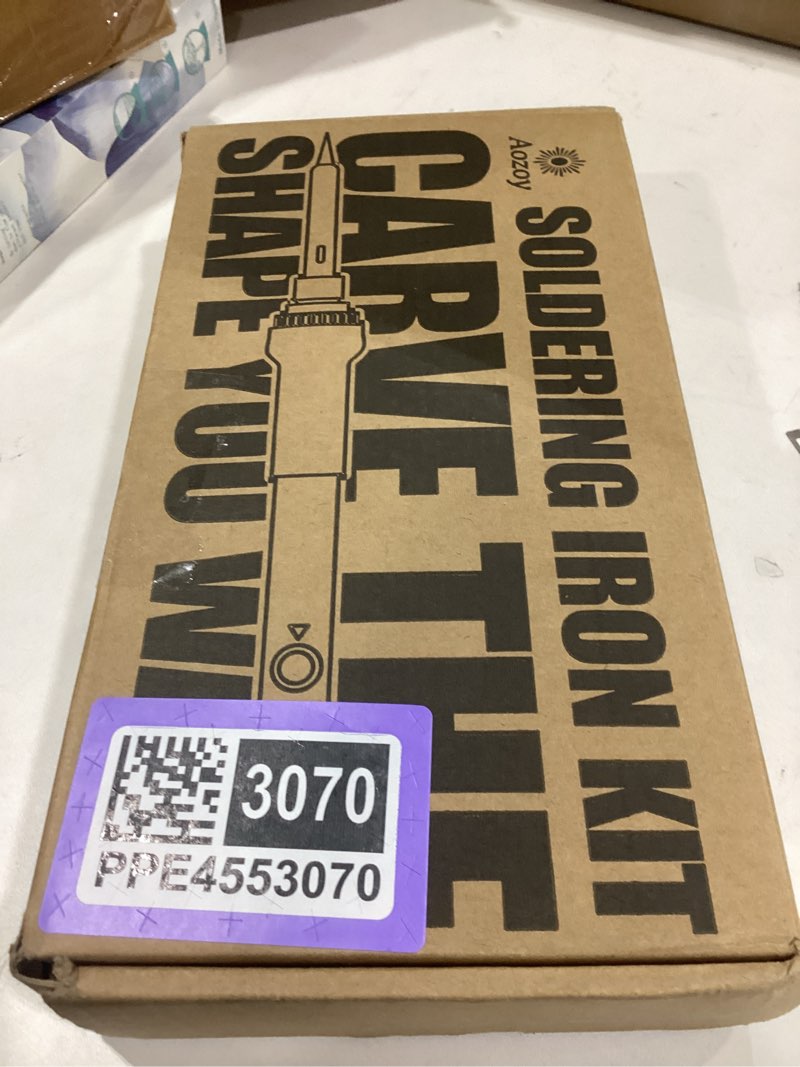 Aozoy
SOLDERING IRON KIT
CARVE THE
SHAPE YOU
3070
PPE4553070